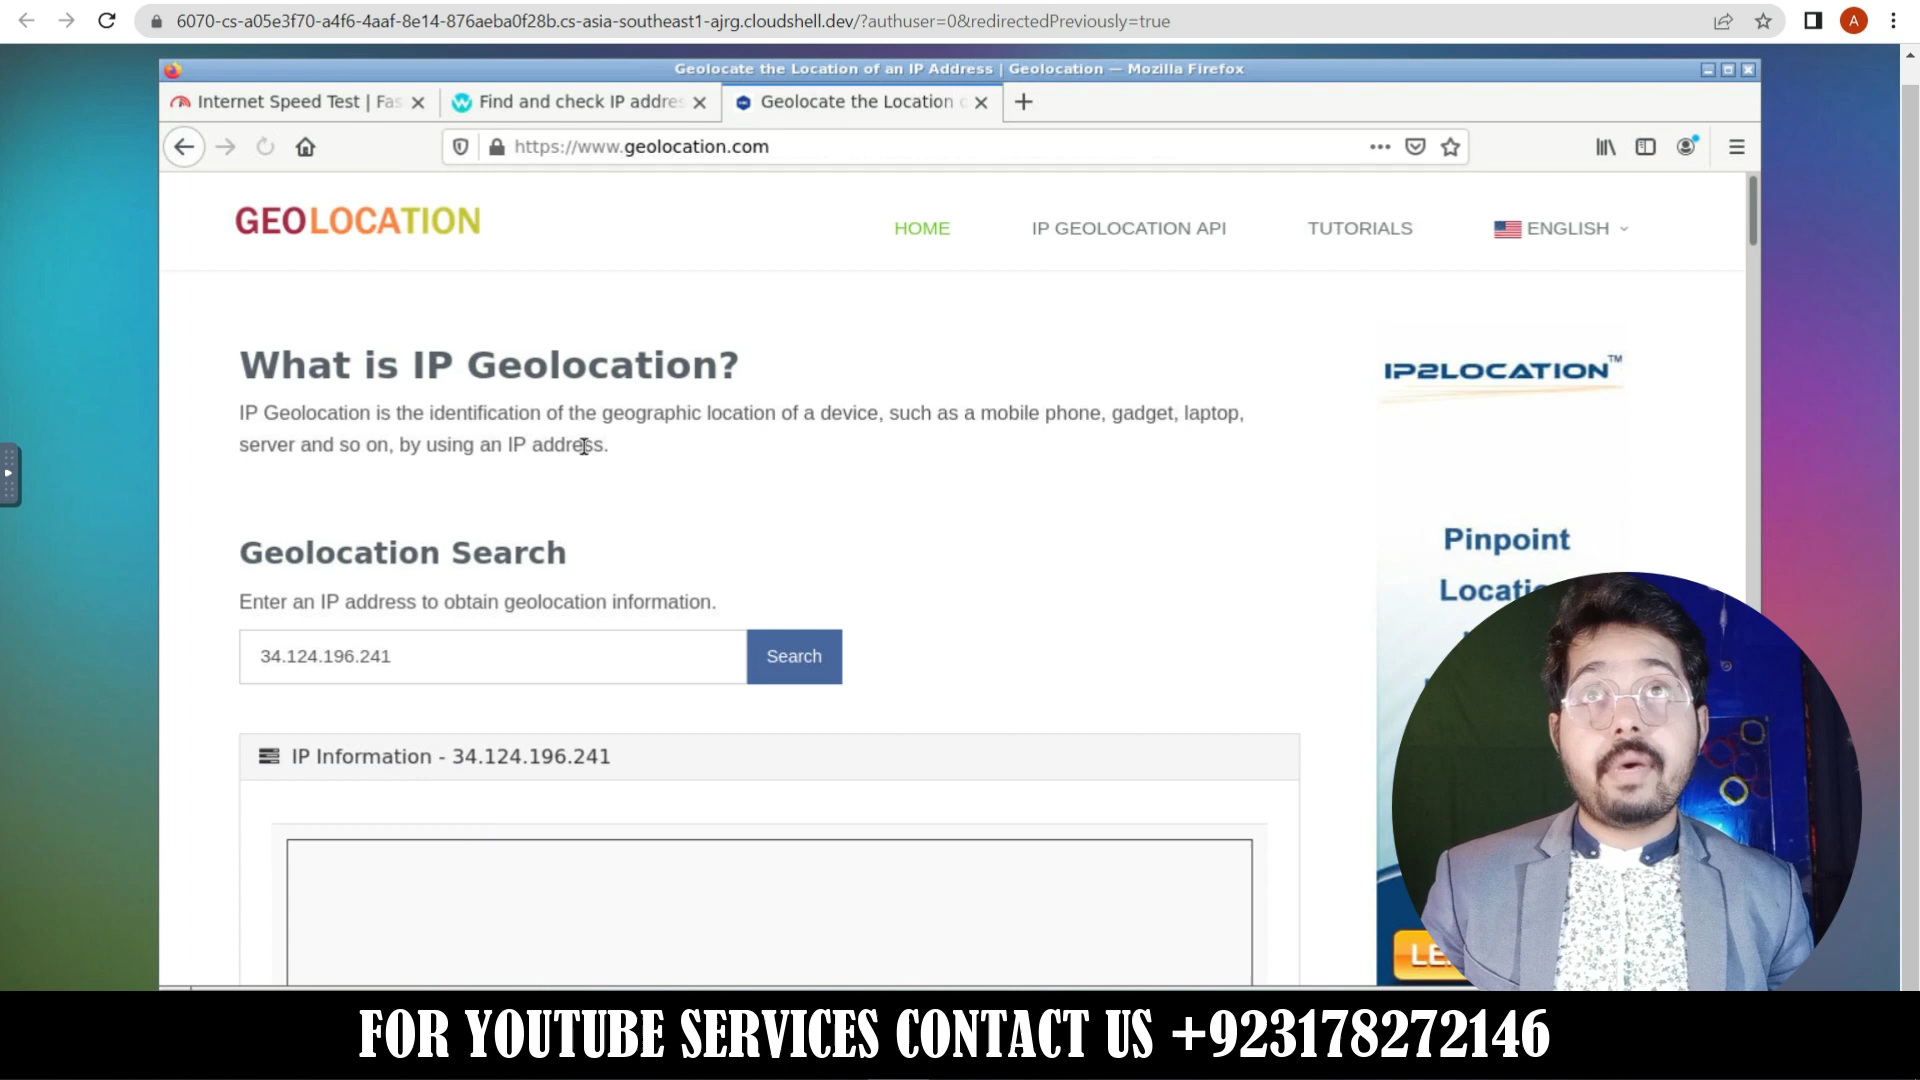 6070-cs-a05e3f70-a4f6-4aaf-8e14-876aeba0f28b.cs-asia-southeast1-ajrg.cloudshell.dev/?authuser=0&redirectedPreviously=true
A
Geolocate the Location of an IP Address | Geolocation — Mozilla Firefox
Internet Speed Test | Fas
Find and check IP addres
Geolocate the Location o
https://www.geolocation.com
GEOLOCATION
HOME
IP GEOLOCATION API
TUTORIALS
ENGLISH
What is IP Geolocation?
IP Geolocation is the identification of the geographic location of a device, such as a mobile phone, gadget, laptop,
server and so on, by using an IP address.
IP2LOCATION™
Geolocation Search
Enter an IP address to obtain geolocation information.
34.124.196.241
Search
Pinpoint
Locati
IP Information - 34.124.196.241
LE
FOR YOUTUBE SERVICES CONTACT US +923178272146